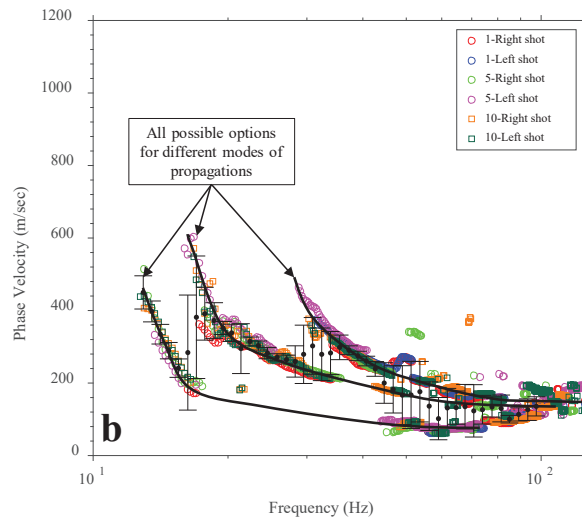 1200
1000
800
600
400
200
0
Phase Velocity (m/sec)
1-Right shot
1-Left shot
5-Right shot
5-Left shot
10-Right shot
10-Left shot
All possible options
for different modes of
propagations
b
10 1
10 2
Frequency (Hz)